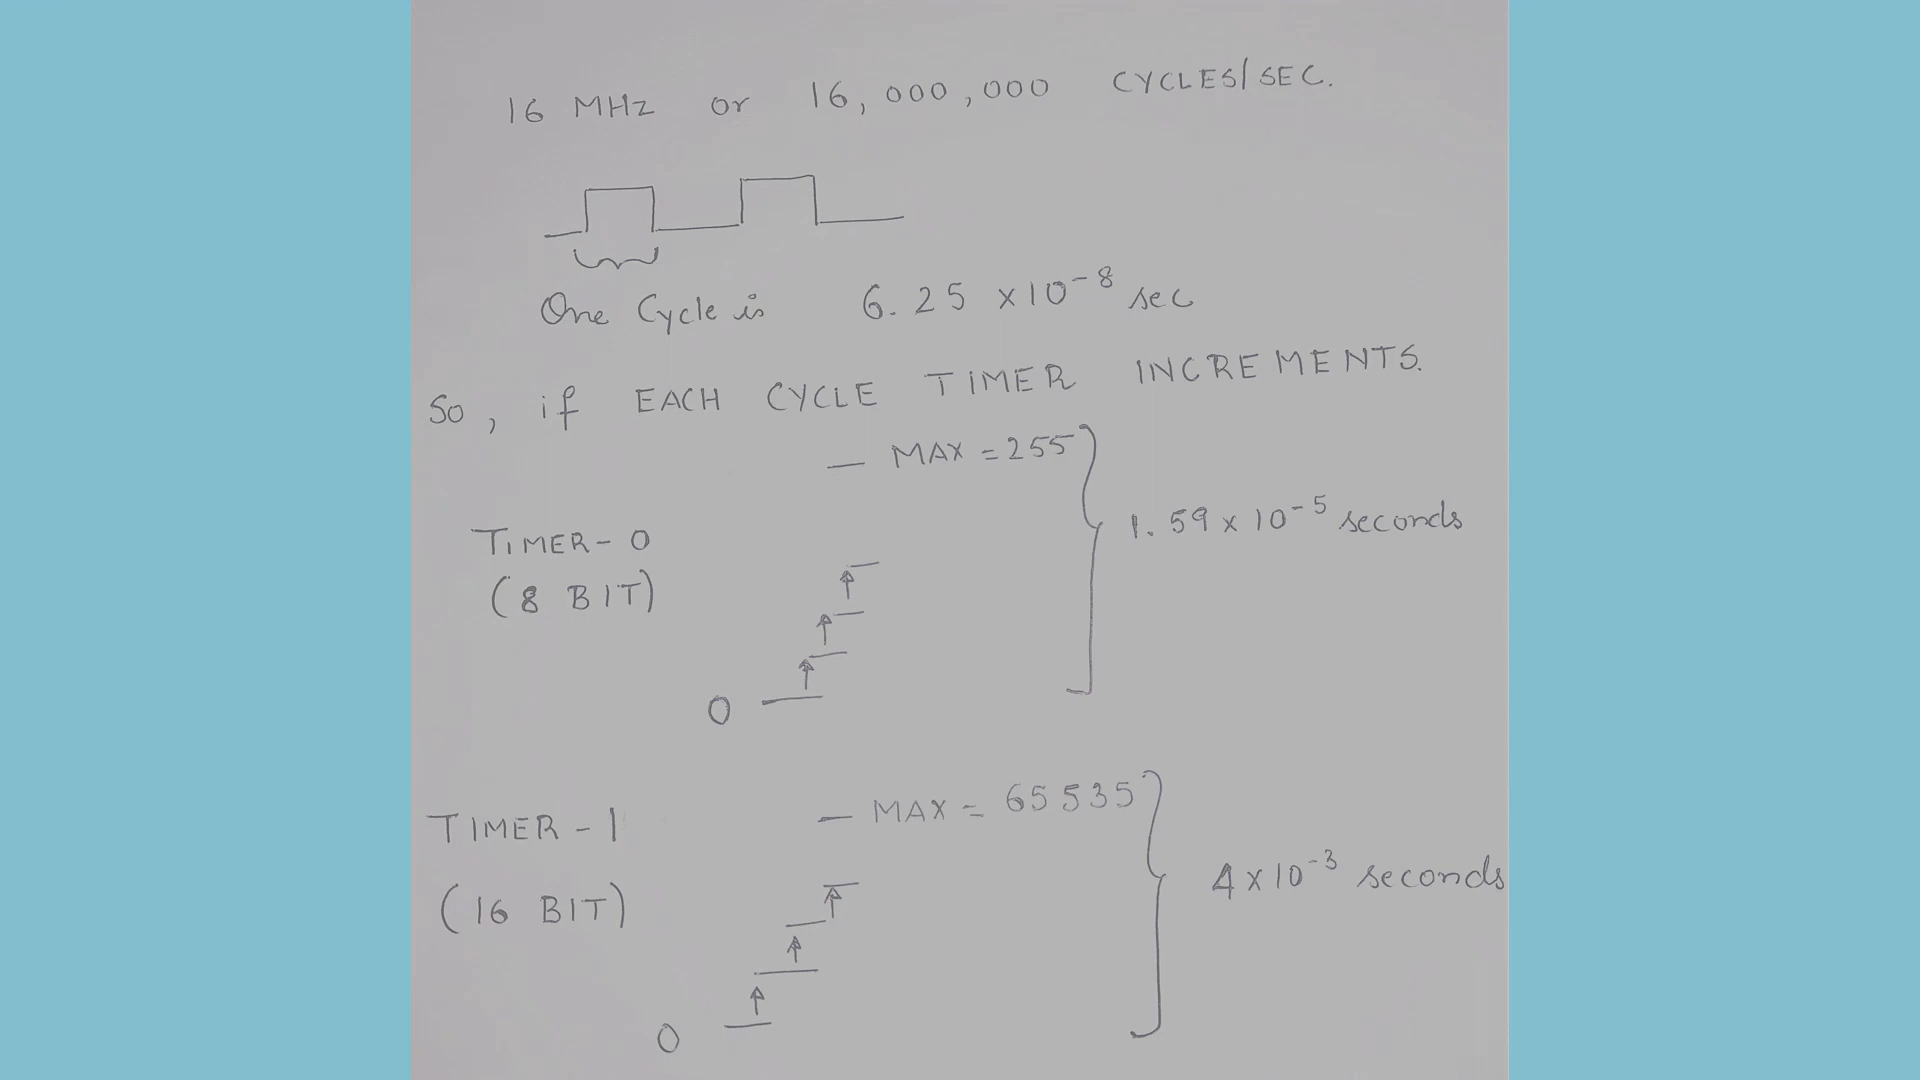 16 MHz or 16,000,000 CYCLES/SEC.
One Cycle is 6.25 x10⁻⁸ sec
So, if EACH CYCLE TIMER INCREMENTS.
— MAX = 255
1.59 x 10⁻⁵ seconds
TIMER - 0
(8 BIT)
0
TIMER - 1
— MAX = 65535
4 x 10⁻³ seconds
(16 BIT)
0